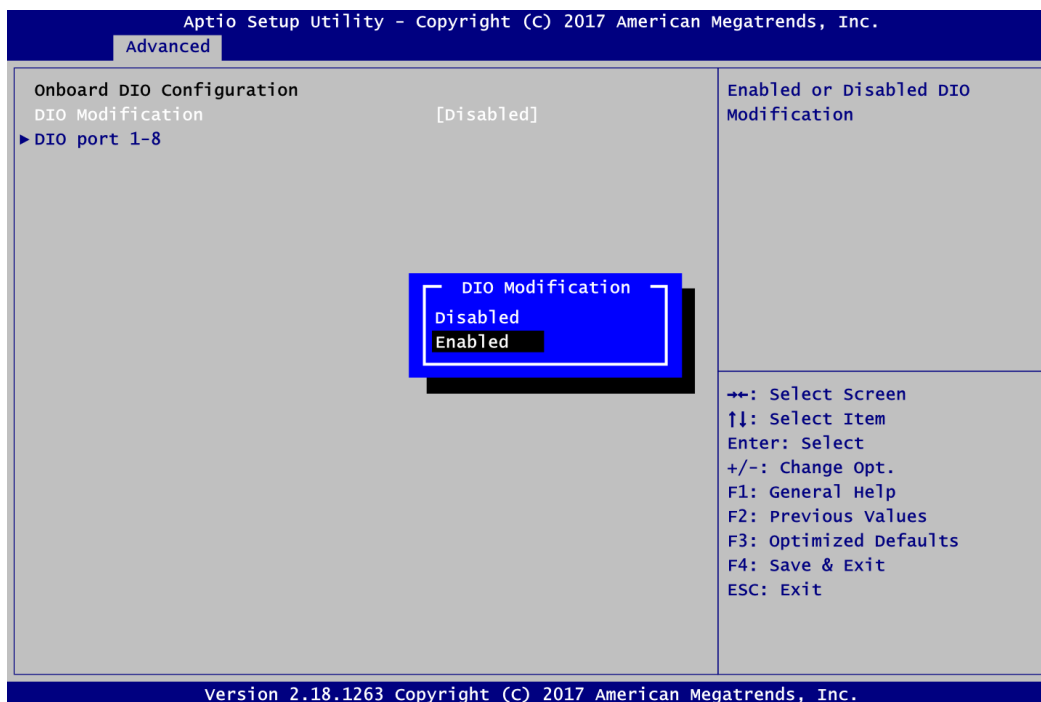 Aptio Setup Utility - Copyright (C) 2017 American Megatrends, Inc.
Advanced
Onboard DIO Configuration
DIO Modification [Disabled]
►DIO port 1-8
Enabled or Disabled DIO
Modification
DIO Modification
Disabled
Enabled
→←: Select Screen
↑↓: Select Item
Enter: Select
+/-: Change Opt.
F1: General Help
F2: Previous Values
F3: Optimized Defaults
F4: Save & Exit
ESC: Exit
Version 2.18.1263 Copyright (C) 2017 American Megatrends, Inc.